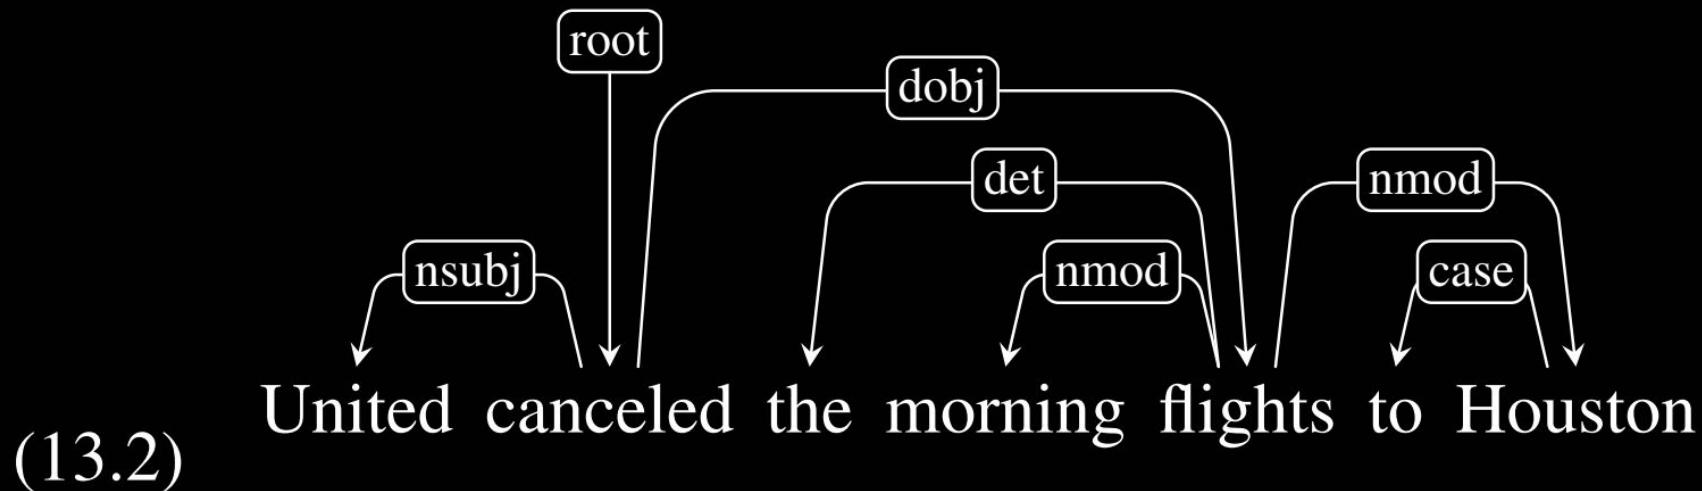 root
dobj
det nmod
nsubj nmod case
United canceled the morning flights to Houston
(13.2)